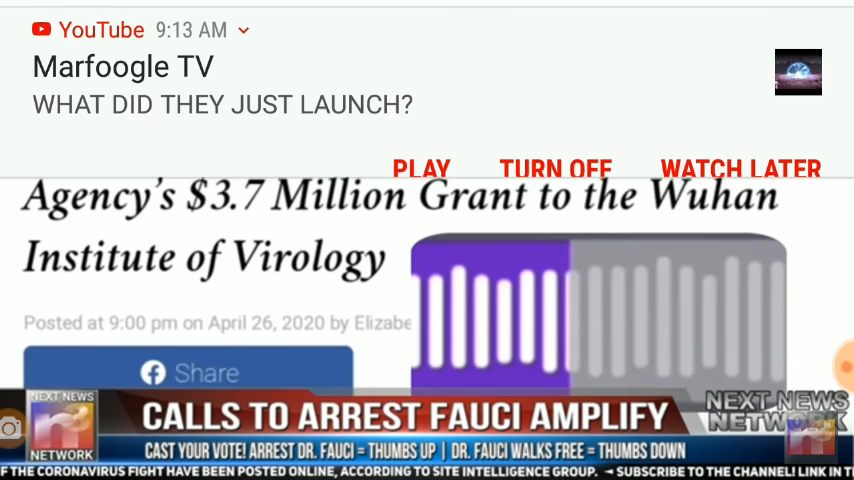 YouTube 9:13 AM
Marfoogle TV
WHAT DID THEY JUST LAUNCH?
PLAY TURN OFF WATCH LATER
Agency's $3.7 Million Grant to the Wuhan
Institute of Virology
Posted at 9:00 pm on April 26, 2020 by Elizabe
Share
NEXT NEWS
NETWORK
CALLS TO ARREST FAUCI AMPLIFY
CAST YOUR VOTE! ARREST DR. FAUCI = THUMBS UP | DR. FAUCI WALKS FREE = THUMBS DOWN
NEXT NEWS
NETWORK
F THE CORONAVIRUS FIGHT HAVE BEEN POSTED ONLINE, ACCORDING TO SITE INTELLIGENCE GROUP. SUBSCRIBE TO THE CHANNEL! LINK IN T